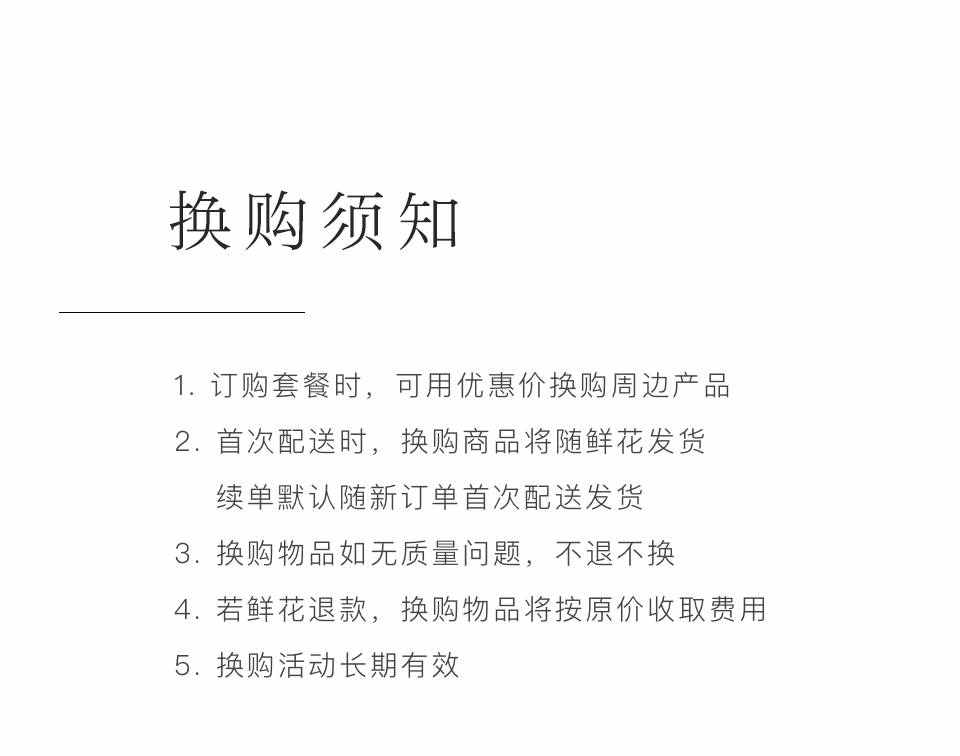 换购须知
1. 订购套餐时，可用优惠价换购周边产品
2. 首次配送时，换购商品将随鲜花发货
续单默认随新订单首次配送发货
3. 换购物品如无质量问题，不退不换
4. 若鲜花退款，换购物品将按原价收取费用
5. 换购活动长期有效